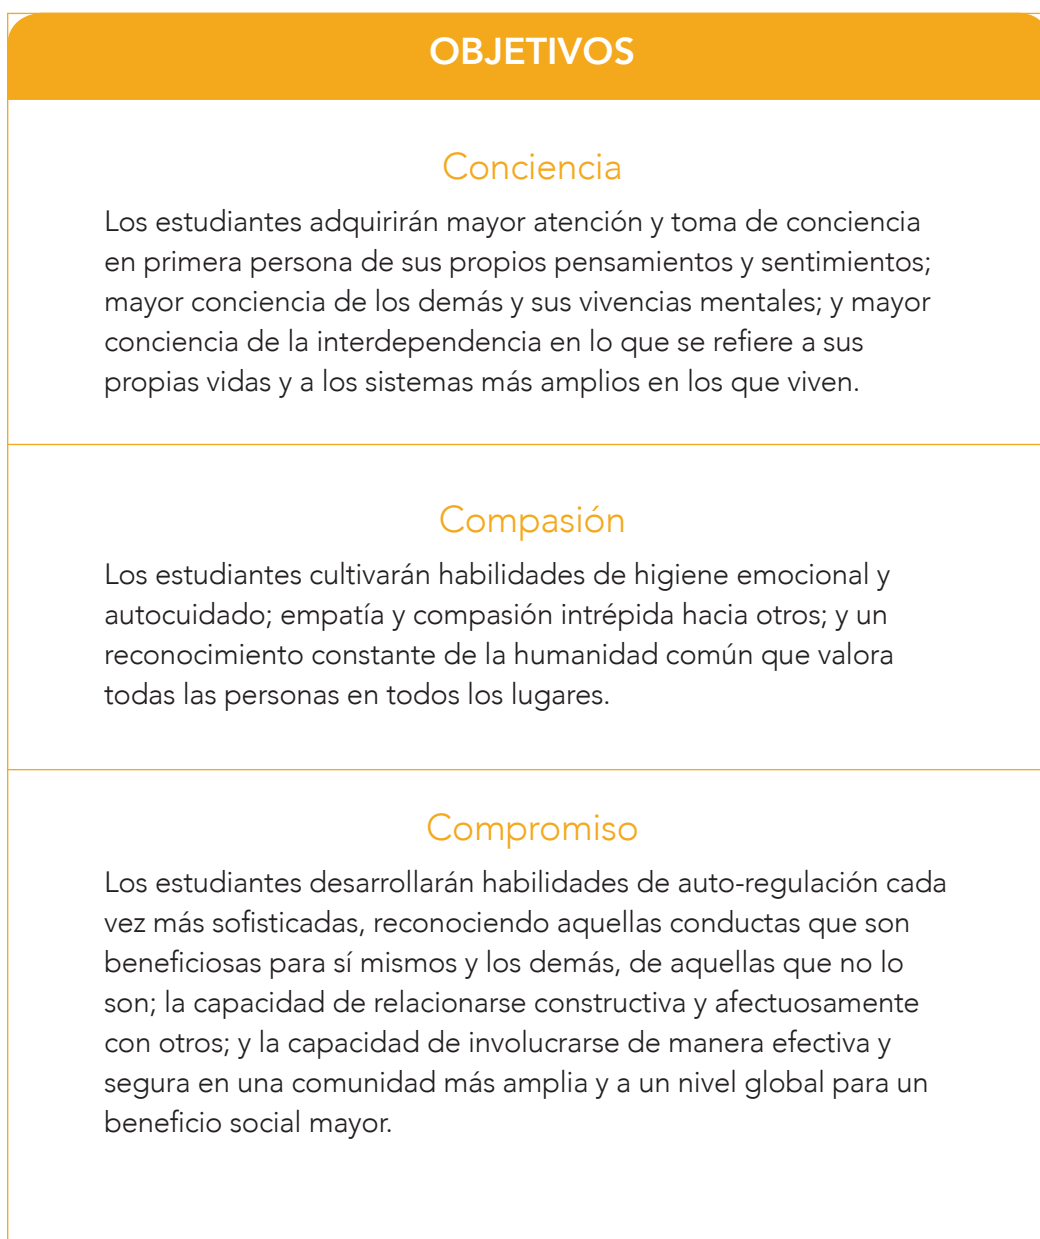 OBJETIVOS
Conciencia
Los estudiantes adquirirán mayor atención y toma de conciencia
en primera persona de sus propios pensamientos y sentimientos;
mayor conciencia de los demás y sus vivencias mentales; y mayor
conciencia de la interdependencia en lo que se refiere a sus
propias vidas y a los sistemas más amplios en los que viven.
Compasión
Los estudiantes cultivarán habilidades de higiene emocional y
autocuidado; empatía y compasión intrépida hacia otros; y un
reconocimiento constante de la humanidad común que valora
todas las personas en todos los lugares.
Compromiso
Los estudiantes desarrollarán habilidades de auto-regulación cada
vez más sofisticadas, reconociendo aquellas conductas que son
beneficiosas para sí mismos y los demás, de aquellas que no lo
son; la capacidad de relacionarse constructiva y afectuosamente
con otros; y la capacidad de involucrarse de manera efectiva y
segura en una comunidad más amplia y a un nivel global para un
beneficio social mayor.